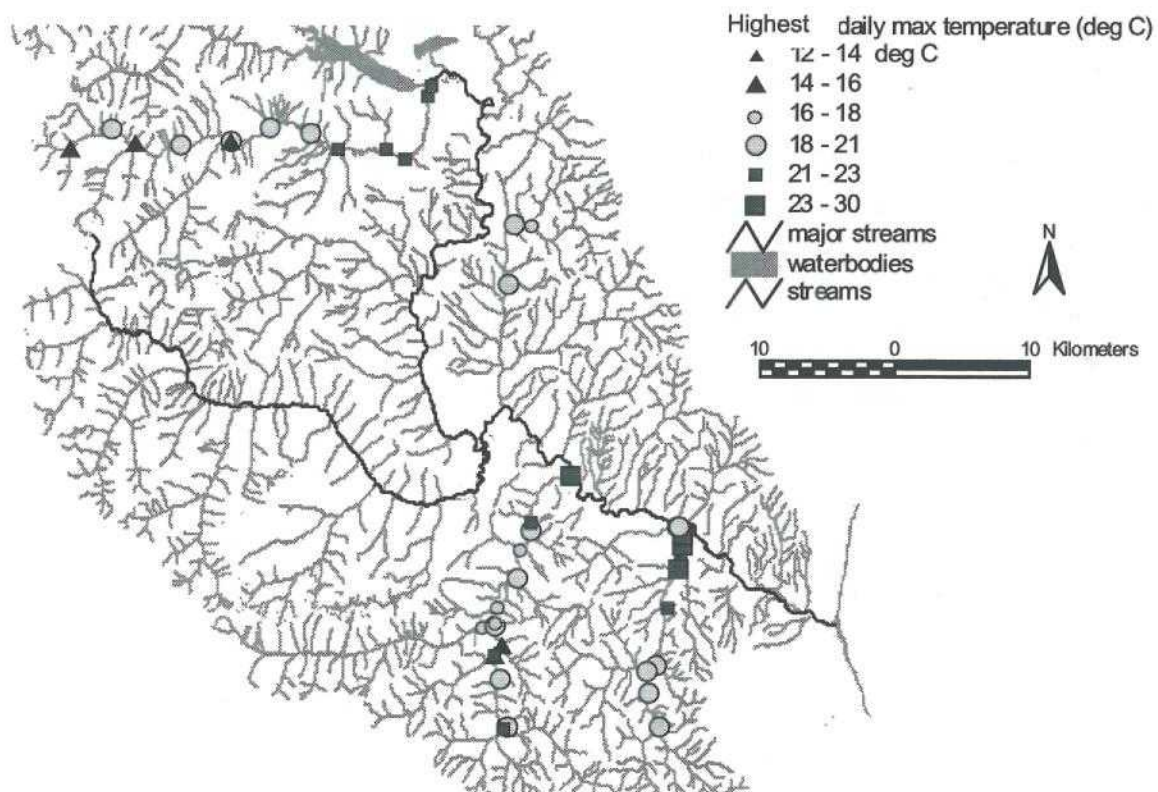 Highest daily max temperature (deg C)
12 - 14 deg C
14 - 16
16 - 18
18 - 21
21 - 23
23 - 30
major streams
waterbodies
streams
N
10 0 10 Kilometers